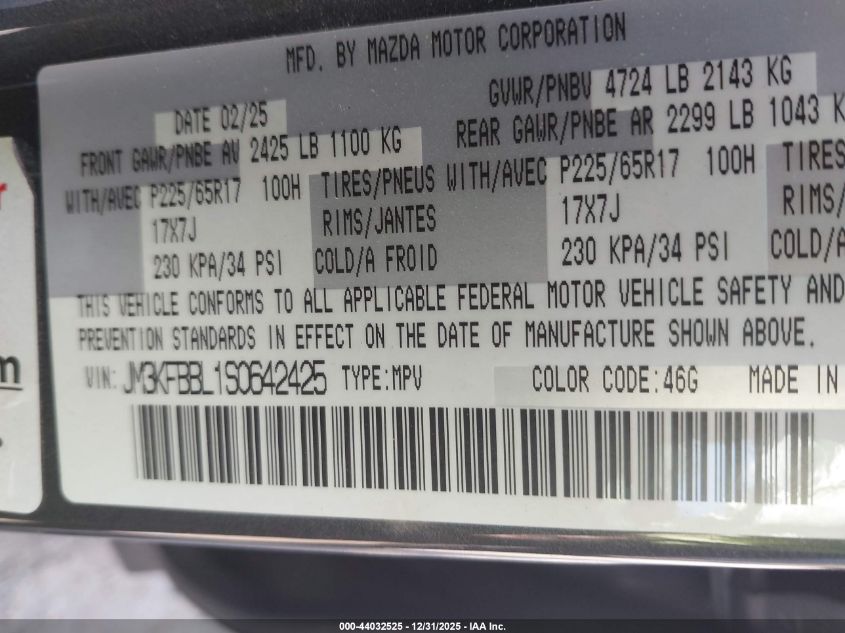 MFD. BY MAZDA MOTOR CORPORATION
DATE 02/25 GVWR/PNBV 4724 LB 2143 KG
FRONT GAWR/PNBE AV 2425 LB 1100 KG REAR GAWR/PNBE AR 2299 LB 1043 K
WITH/AVEC P225/65R17 100H TIRES/PNEUS WITH/AVEC P225/65R17 100H TIRES/
17X7J RIMS/JANTES 17X7J RIMS/
230 KPA/34 PSI COLD/A FROID 230 KPA/34 PSI COLD/A
THIS VEHICLE CONFORMS TO ALL APPLICABLE FEDERAL MOTOR VEHICLE SAFETY AND
PREVENTION STANDARDS IN EFFECT ON THE DATE OF MANUFACTURE SHOWN ABOVE.
VIN: JM3KFBBL1S0642425 TYPE:MPV COLOR CODE:46G MADE IN
r
m
000-44032525 - 12/31/2025 - IAA Inc.